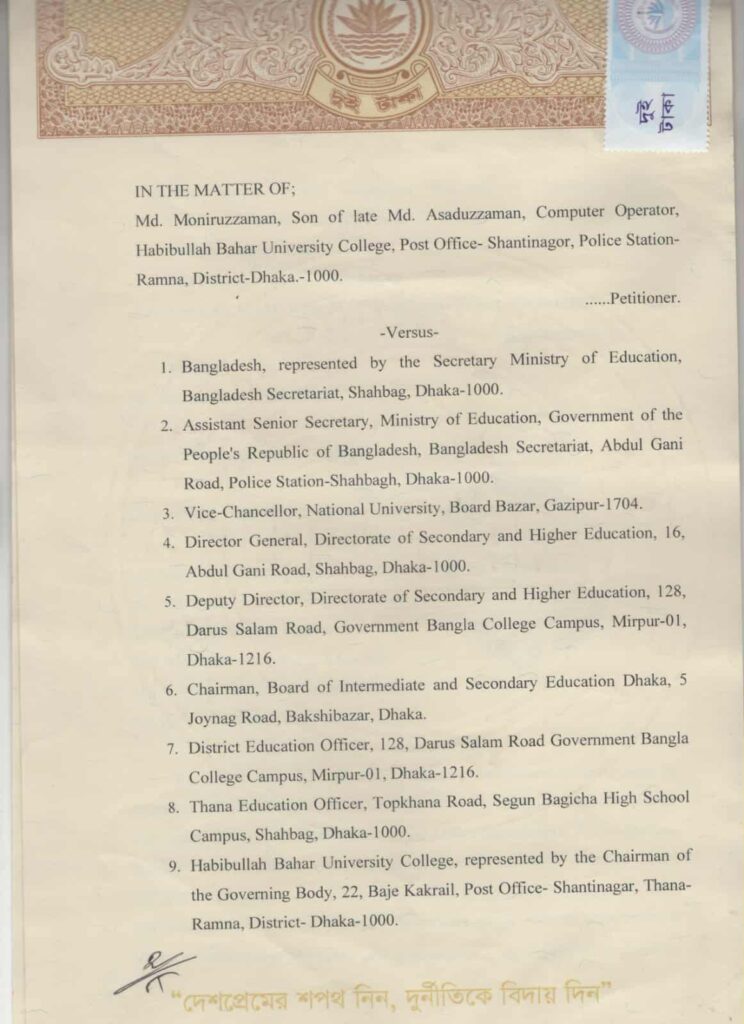 দুই টাকা
দুই
টাকা
IN THE MATTER OF;
Md. Moniruzzaman, Son of late Md. Asaduzzaman, Computer Operator,
Habibullah Bahar University College, Post Office- Shantinagor, Police Station-
Ramna, District-Dhaka.-1000.
......Petitioner.
-Versus-
1. Bangladesh, represented by the Secretary Ministry of Education,
Bangladesh Secretariat, Shahbag, Dhaka-1000.
2. Assistant Senior Secretary, Ministry of Education, Government of the
People's Republic of Bangladesh, Bangladesh Secretariat, Abdul Gani
Road, Police Station-Shahbagh, Dhaka-1000.
3. Vice-Chancellor, National University, Board Bazar, Gazipur-1704.
4. Director General, Directorate of Secondary and Higher Education, 16,
Abdul Gani Road, Shahbag, Dhaka-1000.
5. Deputy Director, Directorate of Secondary and Higher Education, 128,
Darus Salam Road, Government Bangla College Campus, Mirpur-01,
Dhaka-1216.
6. Chairman, Board of Intermediate and Secondary Education Dhaka, 5
Joynag Road, Bakshibazar, Dhaka.
7. District Education Officer, 128, Darus Salam Road Government Bangla
College Campus, Mirpur-01, Dhaka-1216.
8. Thana Education Officer, Topkhana Road, Segun Bagicha High School
Campus, Shahbag, Dhaka-1000.
9. Habibullah Bahar University College, represented by the Chairman of
the Governing Body, 22, Baje Kakrail, Post Office- Shantinagar, Thana-
Ramna, District- Dhaka-1000.
“দেশপ্রেমের শপথ নিন, দুর্নীতিকে বিদায় দিন”